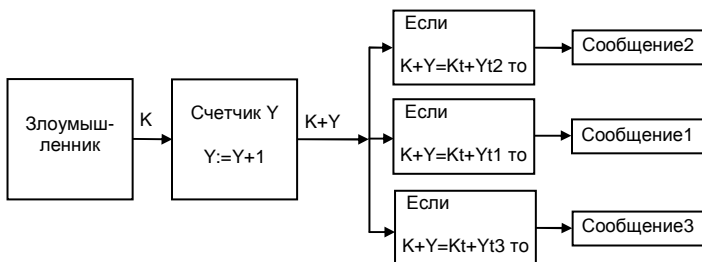 Злоумыш-
ленник
K
Счетчик Y
Y:=Y+1
K+Y
Если
K+Y=Kt+Yt2 то
Сообщение2
Если
K+Y=Kt+Yt1 то
Сообщение1
Если
K+Y=Kt+Yt3 то
Сообщение3